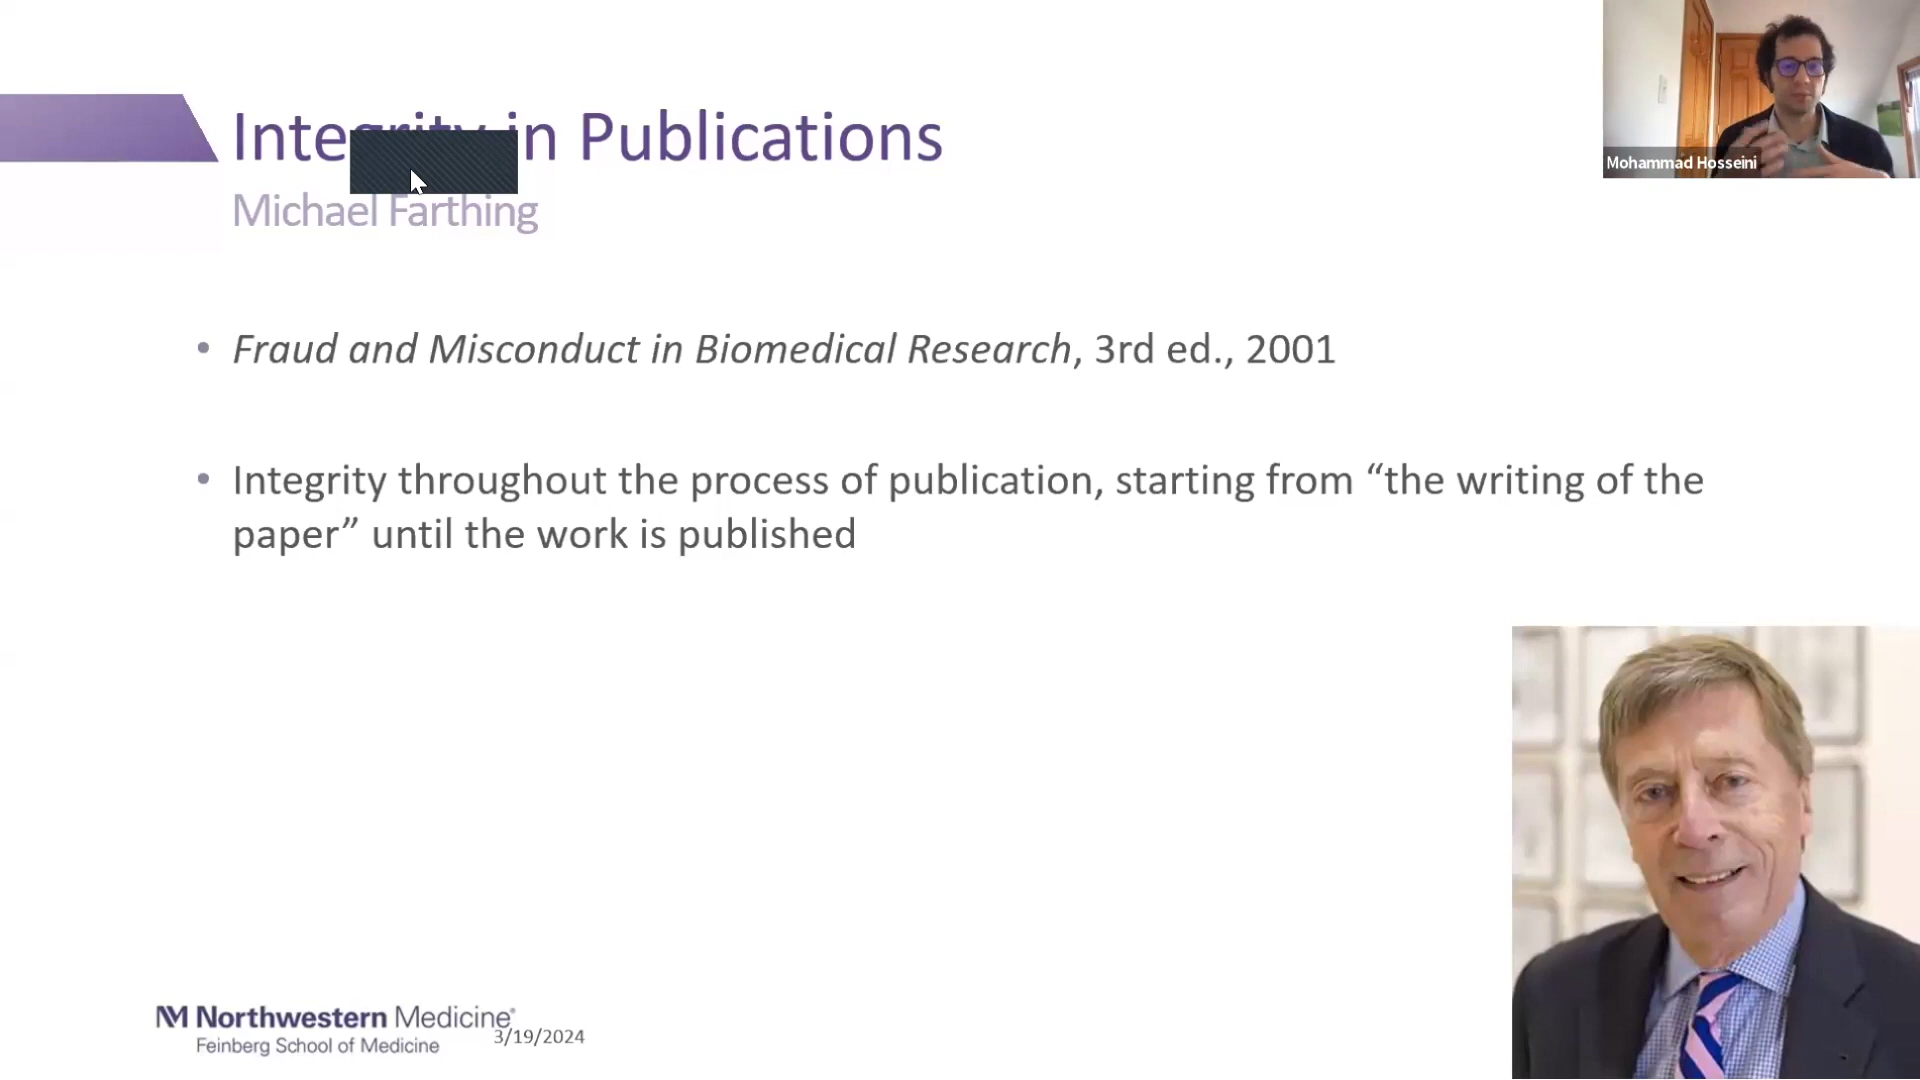 Integrity in Publications
Mohammad Hosseini
Michael Farthing
• Fraud and Misconduct in Biomedical Research, 3rd ed., 2001
• Integrity throughout the process of publication, starting from “the writing of the
paper” until the work is published
NM Northwestern Medicine®
Feinberg School of Medicine
3/19/2024